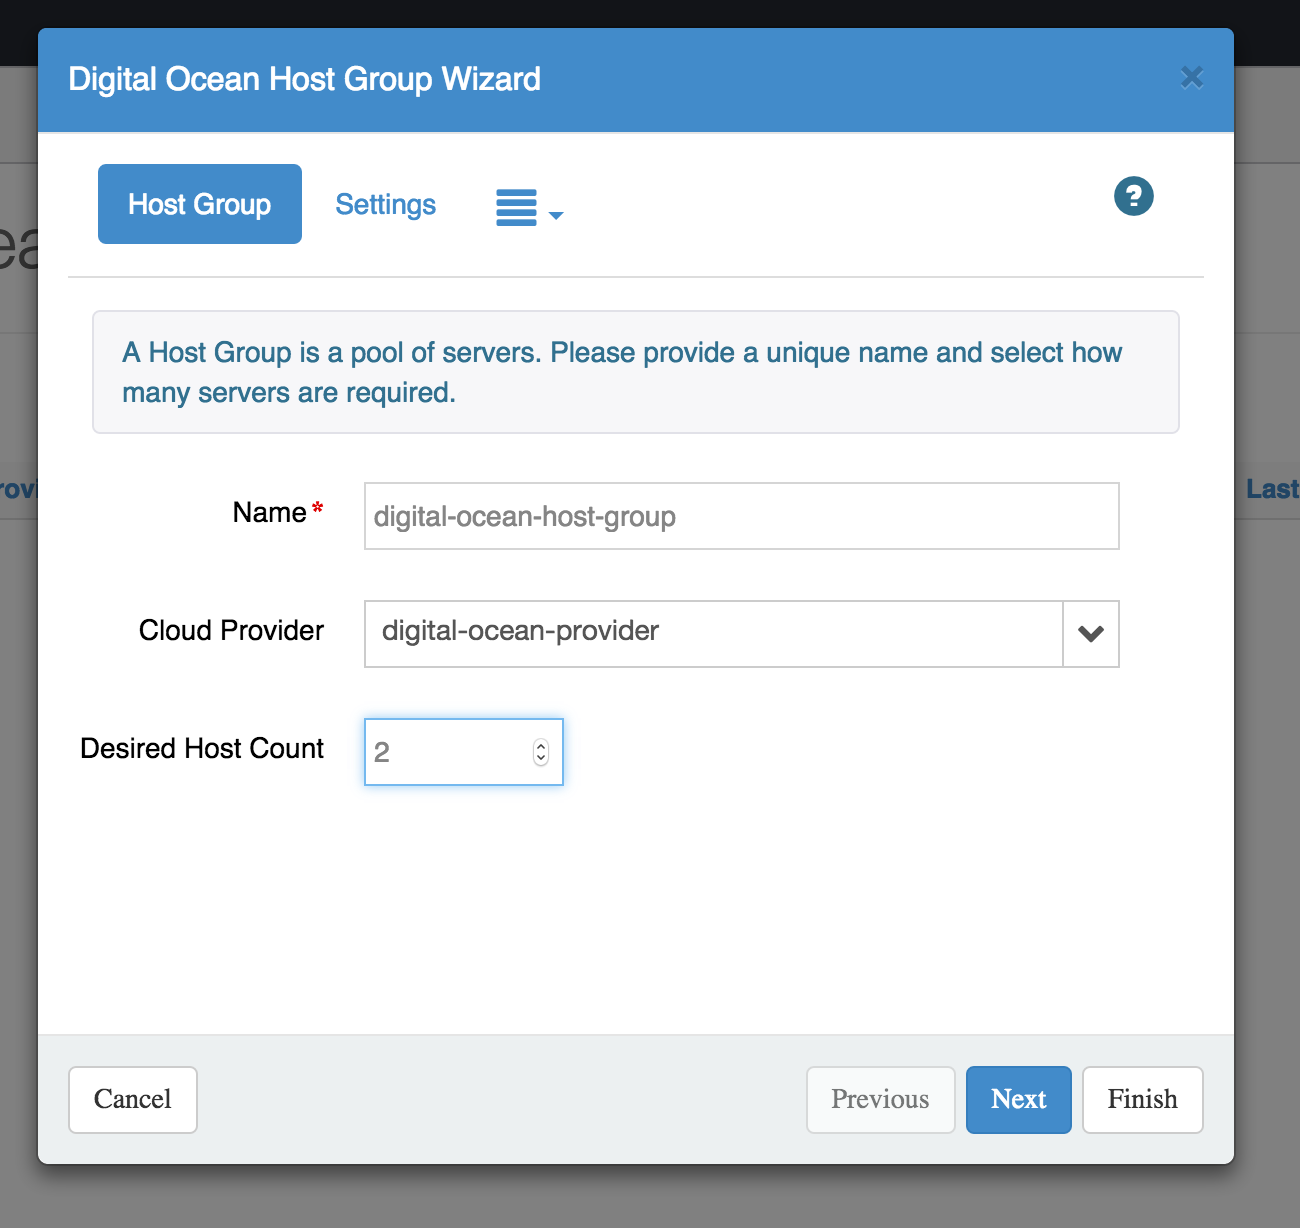 Digital Ocean Host Group Wizard
×
Host Group Settings
?
A Host Group is a pool of servers. Please provide a unique name and select how
many servers are required.
Name* digital-ocean-host-group
Cloud Provider digital-ocean-provider
Desired Host Count 2
Last
Cancel Previous Next Finish